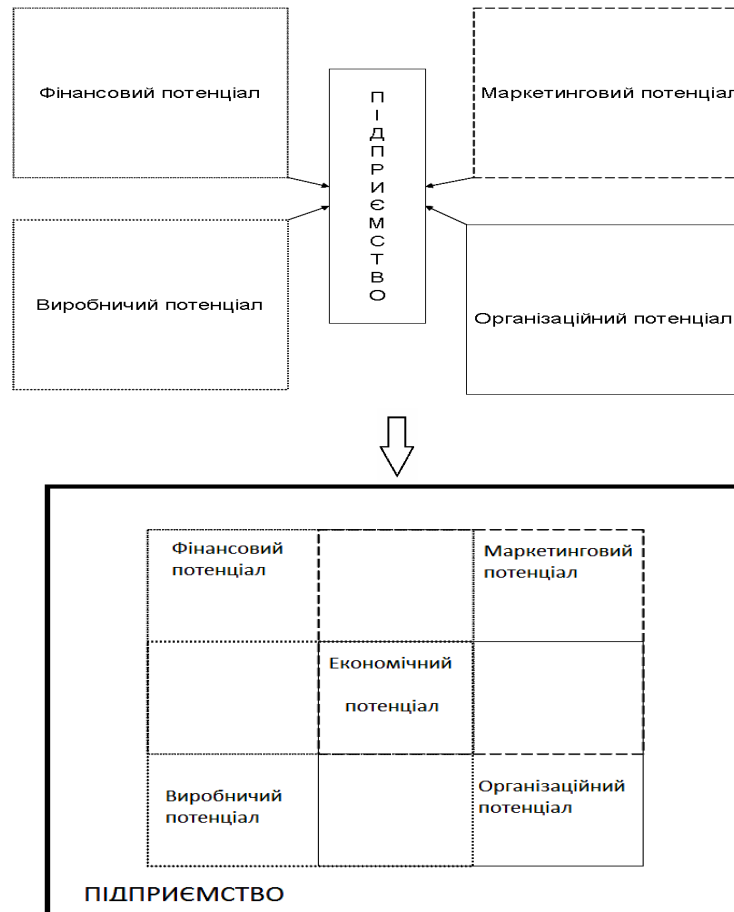 Фінансовий потенціал
Маркетинговий потенціал
П
І
Д
П
Р
И
Є
М
С
Т
В
О
Виробничий потенціал
Організаційний потенціал
Фінансовий
потенціал
Маркетинговий
потенціал
Економічний
потенціал
Виробничий
потенціал
Організаційний
потенціал
ПІДПРИЄМСТВО